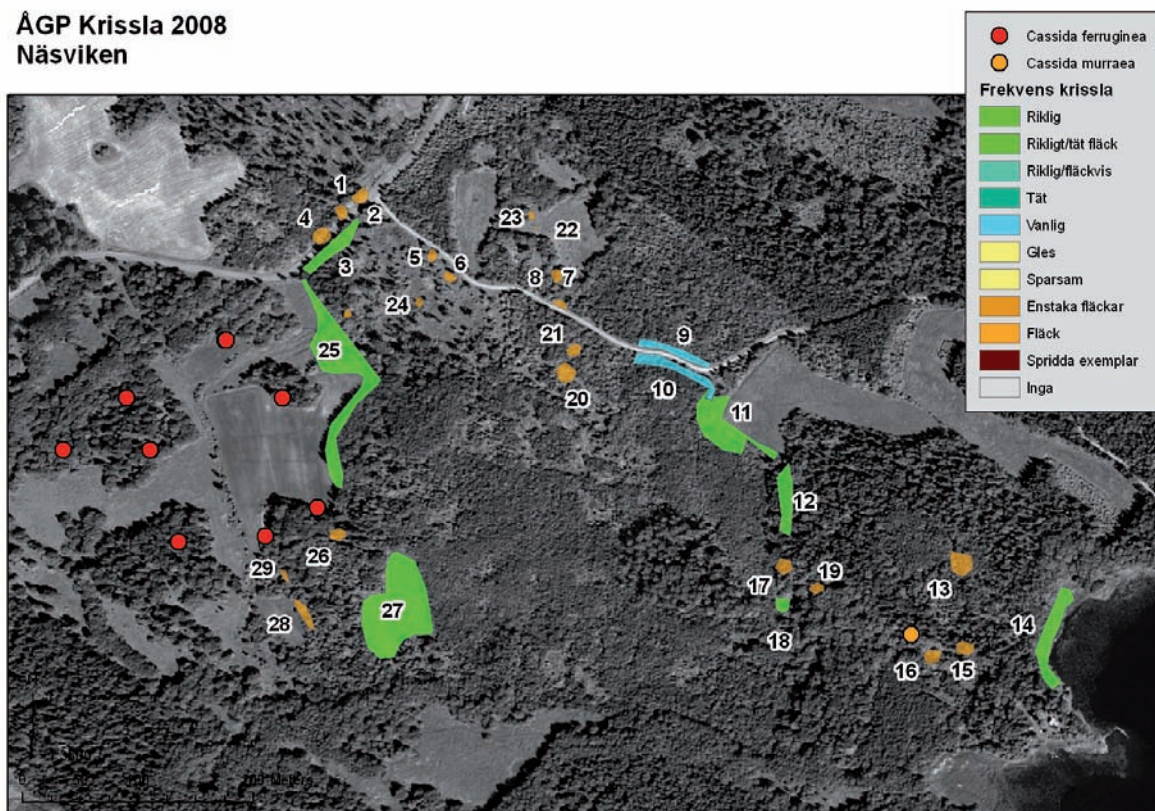 ÅGP Krissla 2008
Näsviken
Cassida ferruginea
Cassida murraea
Frekvens krissla
Riklig
Rikligt/tät fläck
Riklig/fläckvis
Tät
Vanlig
Gles
Sparsam
Enstaka fläckar
Fläck
Spridda exemplar
Inga
1
4
2
23
22
3
5
6
8
7
24
25
21
9
20
10
11
12
26
29
17
19
13
27
28
14
18
16
15